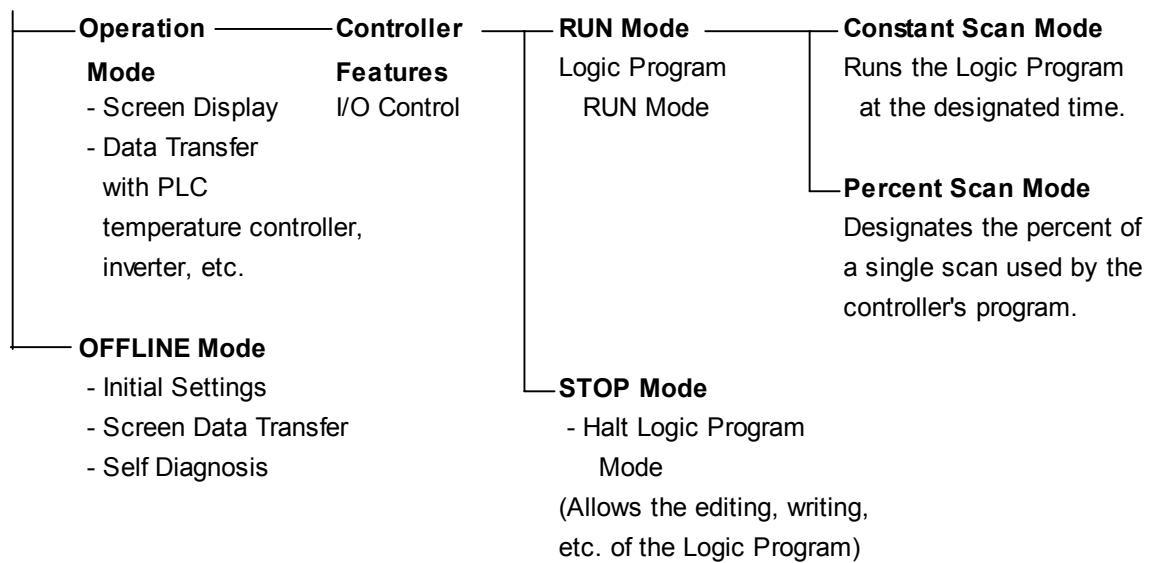 Operation
Mode
- Screen Display
- Data Transfer
with PLC
temperature controller,
inverter, etc.
Controller
Features
I/O Control
RUN Mode
Logic Program
RUN Mode
Constant Scan Mode
Runs the Logic Program
at the designated time.
Percent Scan Mode
Designates the percent of
a single scan used by the
controller's program.
OFFLINE Mode
- Initial Settings
- Screen Data Transfer
- Self Diagnosis
STOP Mode
- Halt Logic Program
Mode
(Allows the editing, writing,
etc. of the Logic Program)